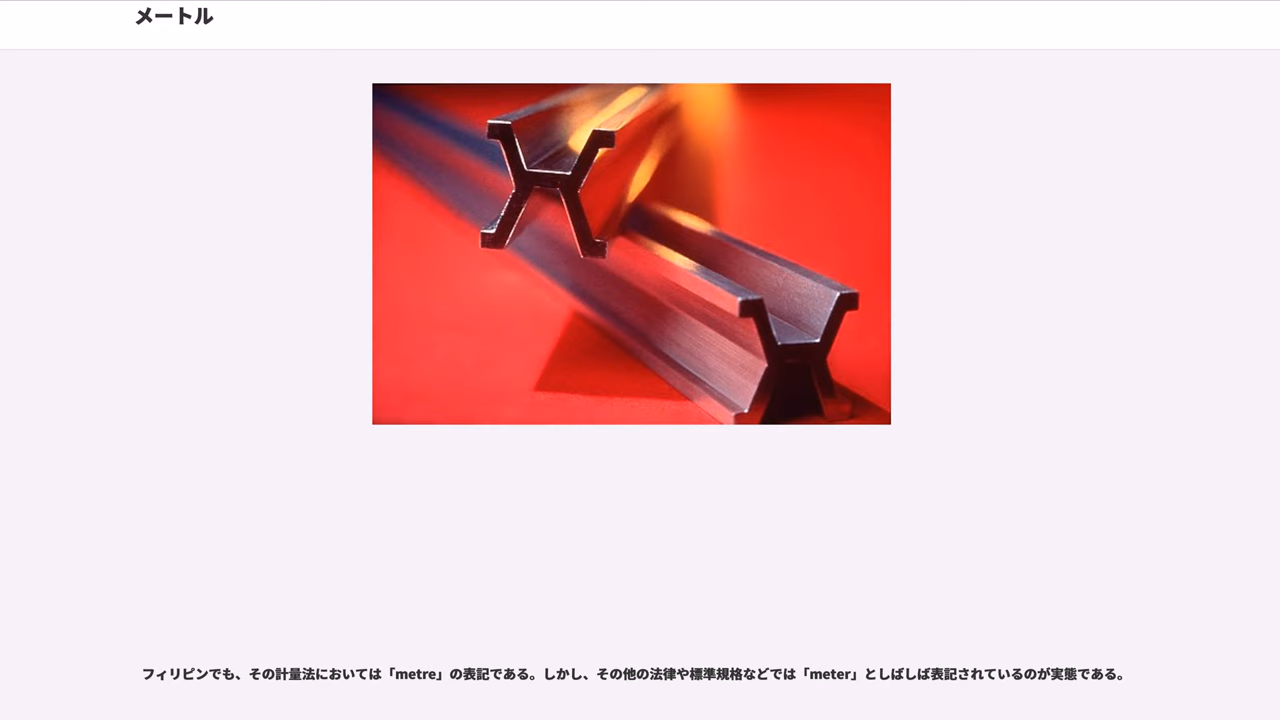 メートル
フィリピンでも、その計量法においては「metre」の表記である。しかし、その他の法律や標準規格などでは「meter」としばしば表記されているのが実態である。